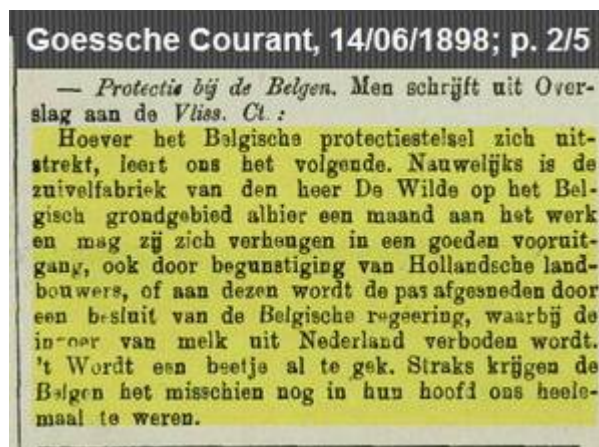 Goessche Courant, 14/06/1898; p. 2/5
— Protectie bij de Belgen. Men schrijft uit Over-
slag aan de Vliss. Ct.:
Hoever het Belgische protectiestelsel zich uit-
strekt, leert ons het volgende. Nauwelijks is de
zuivelfabriek van den heer De Wilde op het Bel-
gisch grondgebied alhier een maand aan het werk
en mag zij zich verheugen in een goeden vooruit-
gang, ook door begunstiging van Hollandsche land-
bouwers, of aan dezen wordt de pas afgesneden door
een besluit van de Belgische regeering, waarbij de
invoer van melk uit Nederland verboden wordt.
't Wordt een beetje al te gek. Straks krijgen de
Belgen het misschien nog in hun hoofd ons heele-
maal te weren.